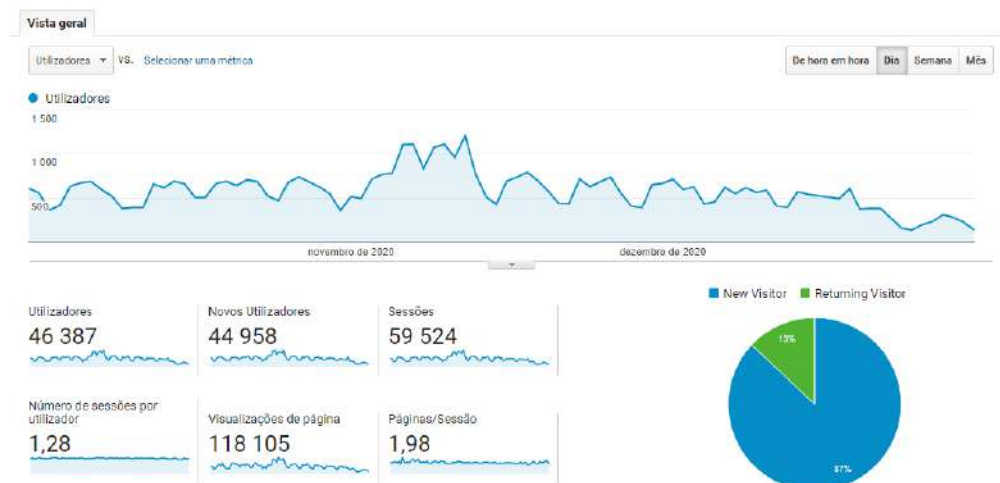 Vista geral
Utilizadores VS. Selecionar uma métrica
De hora em hora Dia Semana Mês
Utilizadores
1 500
1 000
500
novembro de 2020 dezembro de 2020
New Visitor Returning Visitor
Utilizadores Novos Utilizadores Sessões
46 387 44 958 59 524
13%
Número de sessões por
utilizador
Visualizações de página Páginas/Sessão
1,28 118 105 1,98
87%